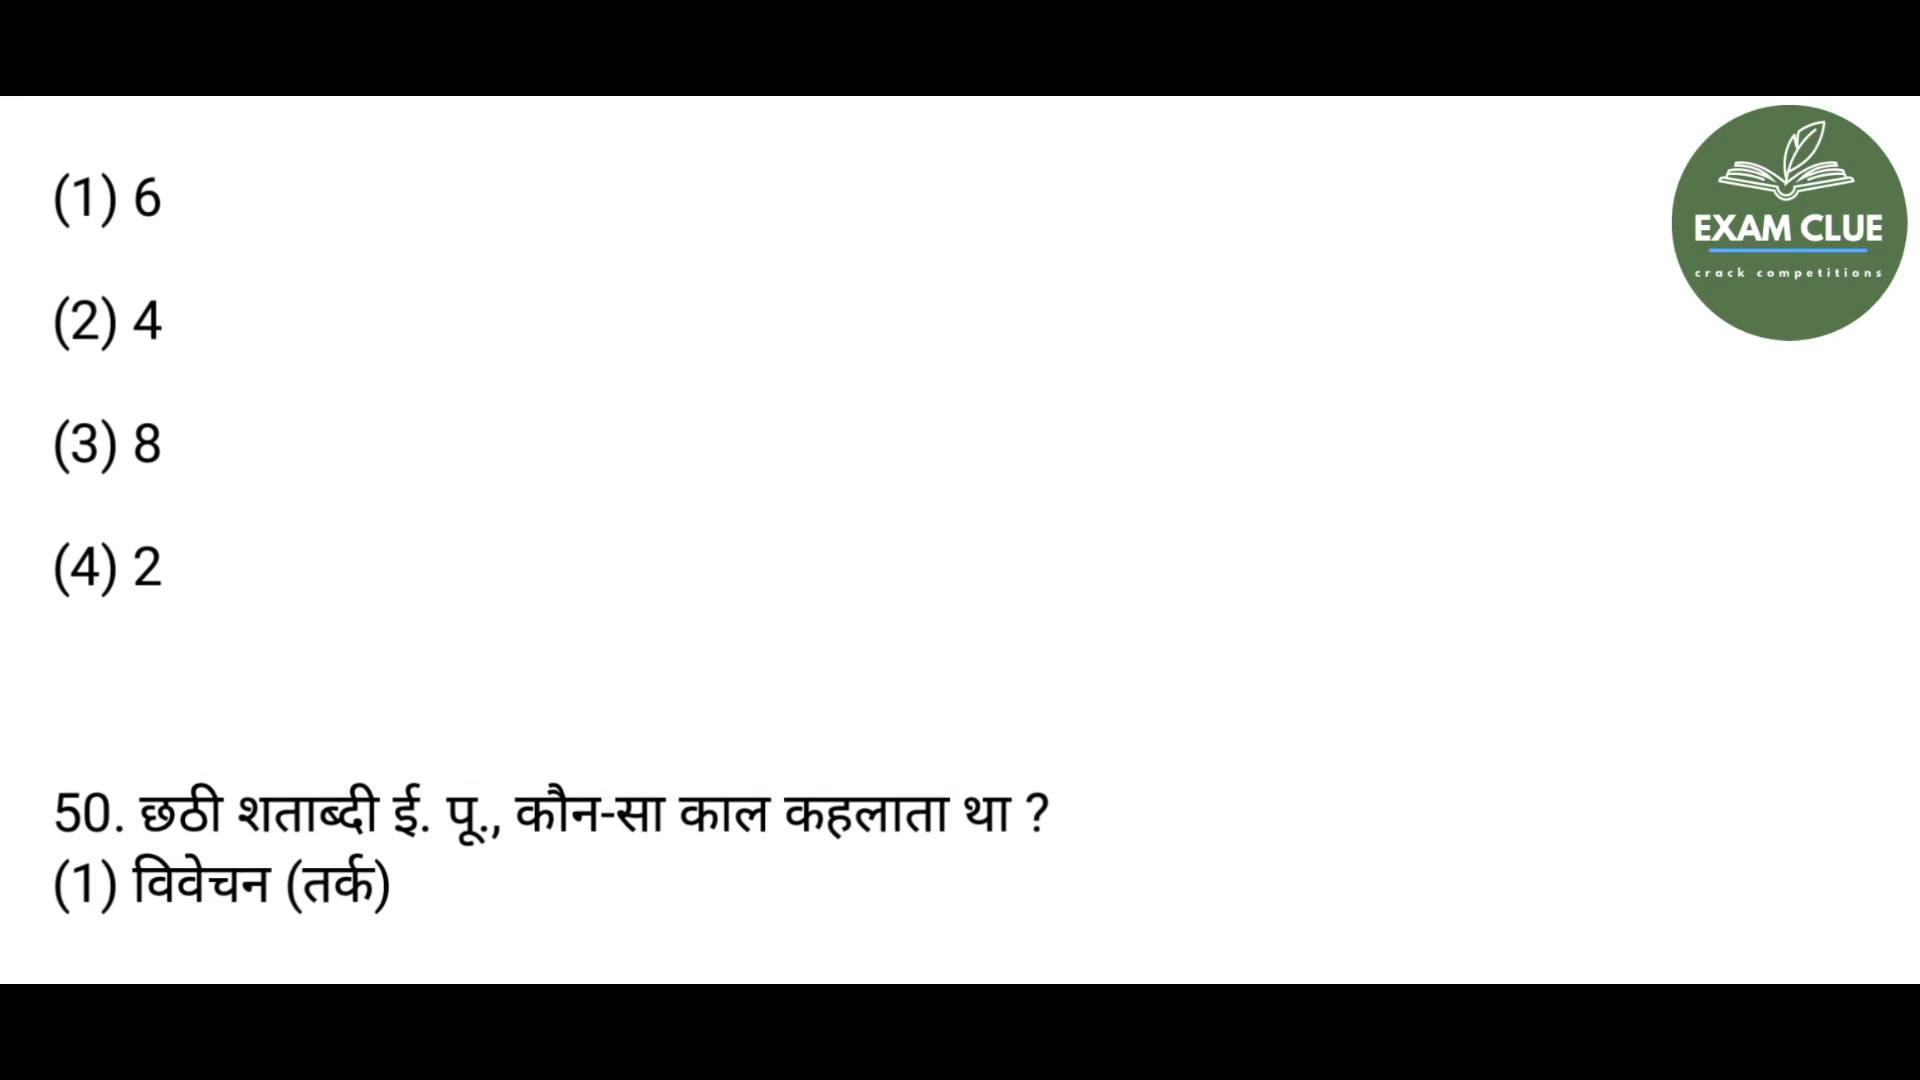 (1) 6
EXAM CLUE
crack competitions
(2) 4
(3) 8
(4) 2
50. छठी शताब्दी ई. पू., कौन-सा काल कहलाता था ?
(1) विवेचन (तर्क)